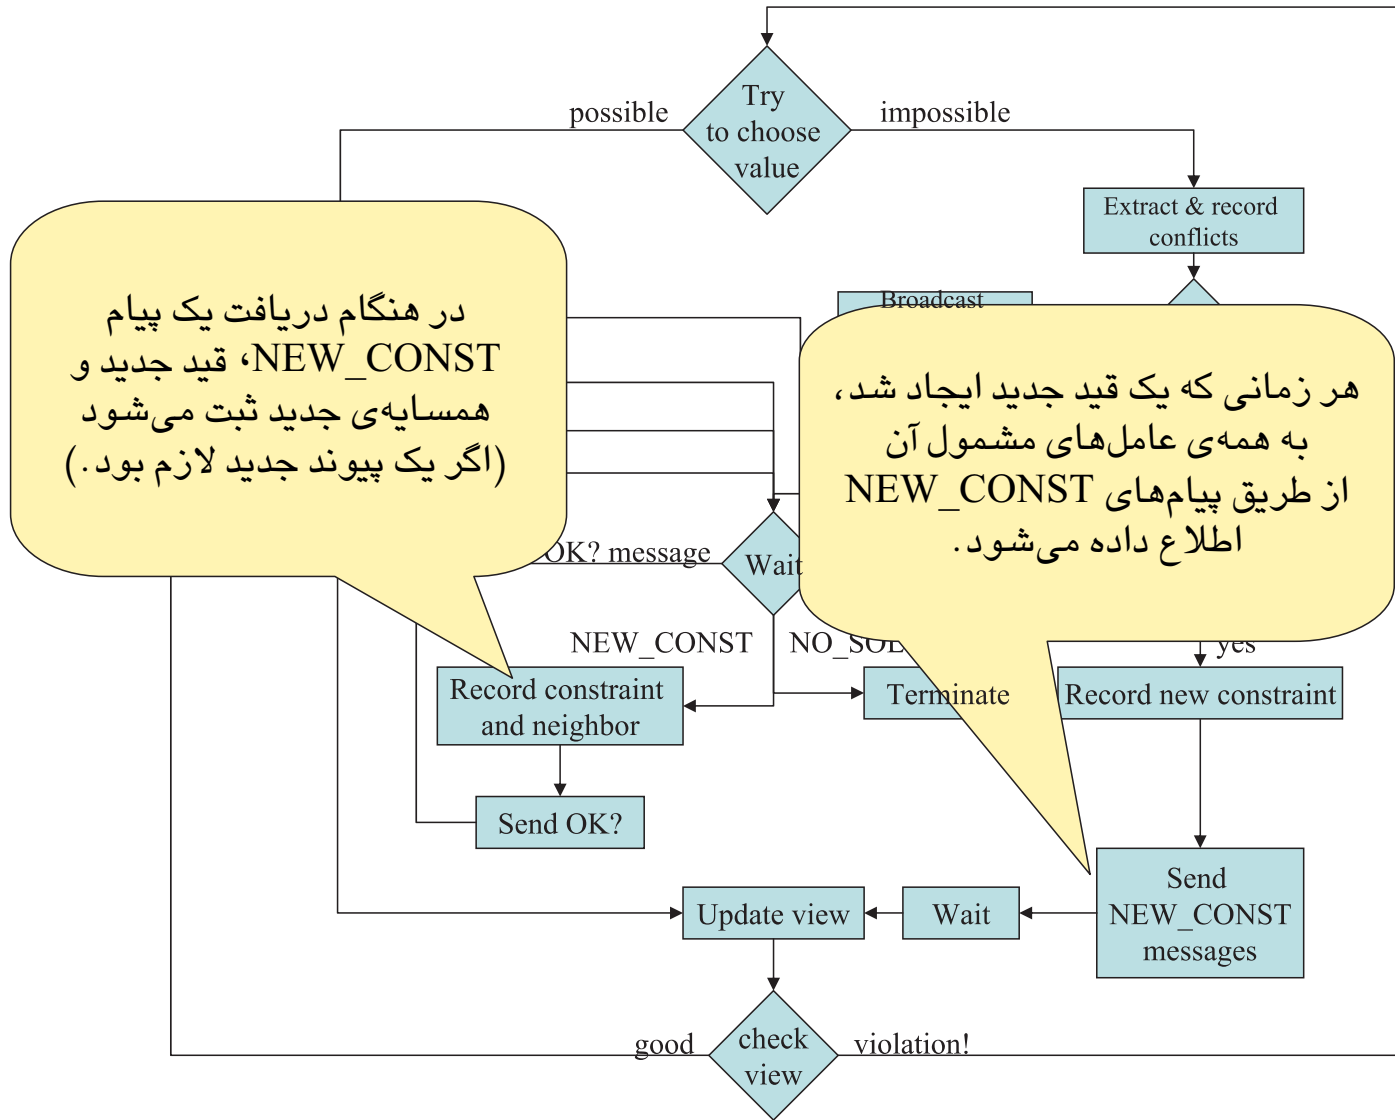 Try
to choose
value
possible
impossible
Extract & record
conflicts
Broadcast
در هنگام دریافت یک پیام
NEW_CONST، قید جدید و
همسایه‌ی جدید ثبت می‌شود
(اگر یک پیوند جدید لازم بود.)
هر زمانی که یک قید جدید ایجاد شد،
به همه‌ی عامل‌های مشمول آن
از طریق پیام‌های NEW_CONST
اطلاع داده می‌شود.
OK? message
Wait
NEW_CONST
NO_SOL
yes
Record constraint
and neighbor
Terminate
Record new constraint
Send OK?
Send
NEW_CONST
messages
Update view
Wait
good
check
view
violation!